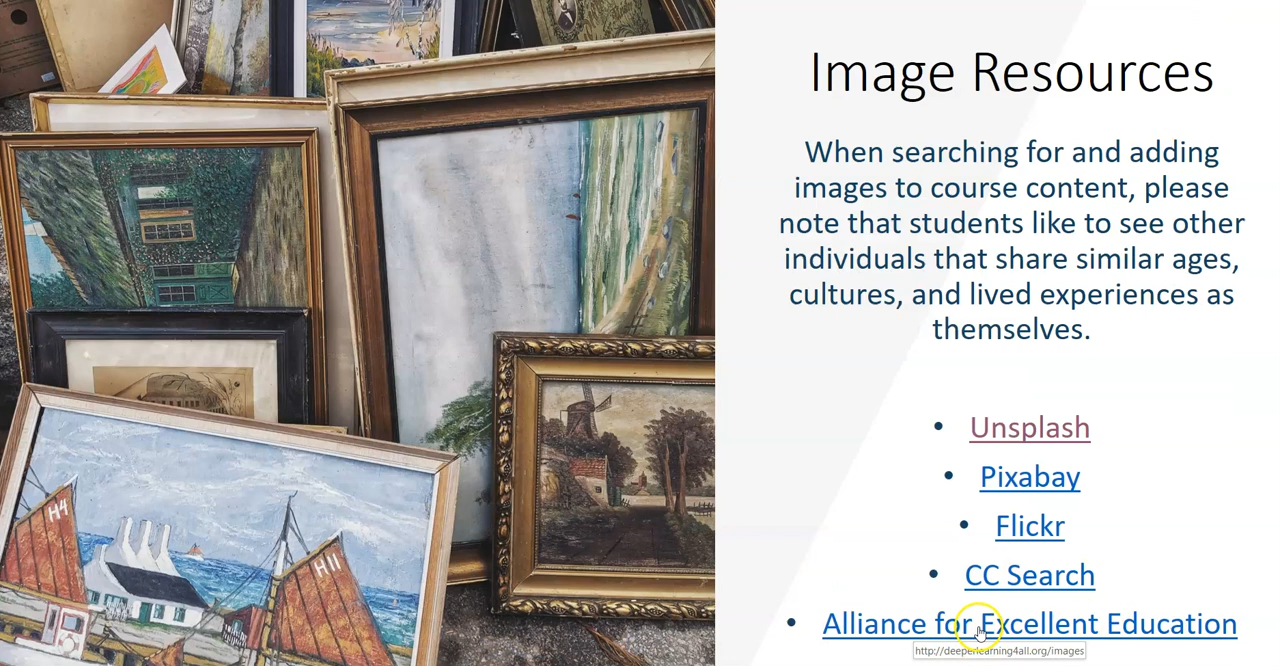 Image Resources
When searching for and adding
images to course content, please
note that students like to see other
individuals that share similar ages,
cultures, and lived experiences as
themselves.
• Unsplash
• Pixabay
• Flickr
• CC Search
• Alliance for Excellent Education
http://deeperlearning4all.org/images
H4
H11